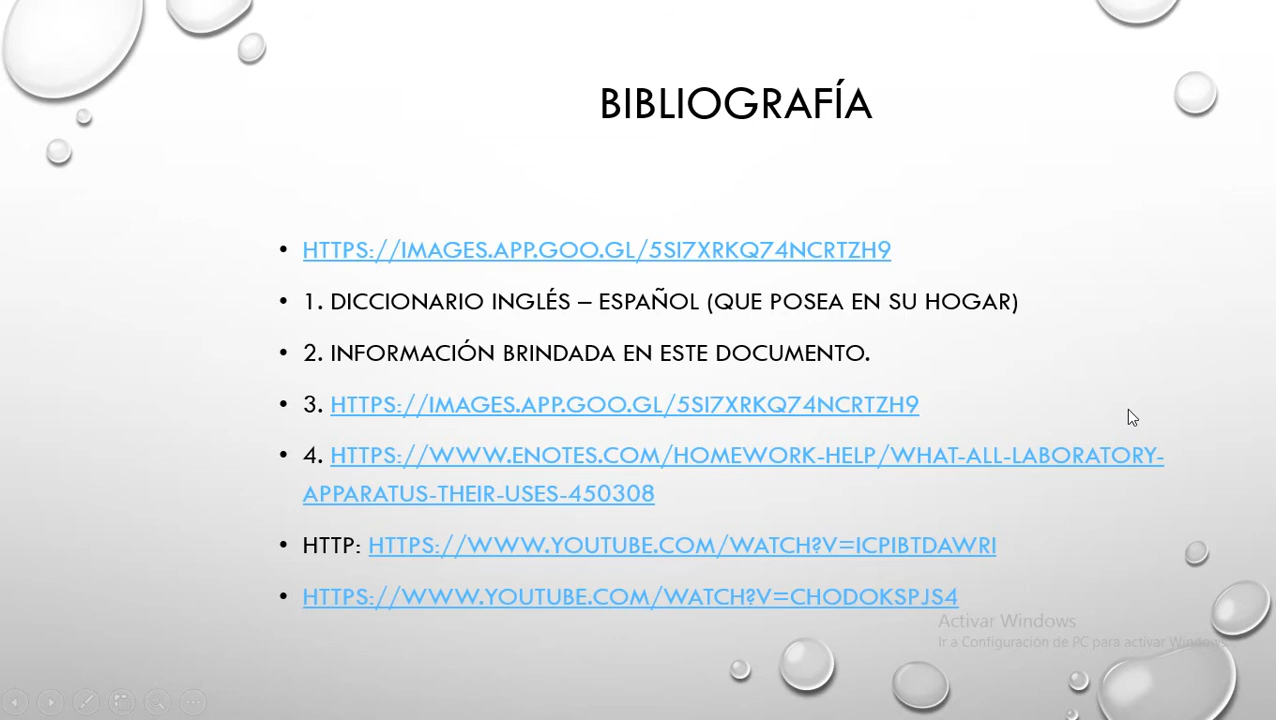 BIBLIOGRAFÍA
• HTTPS://IMAGES.APP.GOO.GL/5SI7XRKQ74NCRTZH9
• 1. DICCIONARIO INGLÉS – ESPAÑOL (QUE POSEA EN SU HOGAR)
• 2. INFORMACIÓN BRINDADA EN ESTE DOCUMENTO.
• 3. HTTPS://IMAGES.APP.GOO.GL/5SI7XRKQ74NCRTZH9
• 4. HTTPS://WWW.ENOTES.COM/HOMEWORK-HELP/WHAT-ALL-LABORATORY-
APPARATUS-THEIR-USES-450308
• HTTP: HTTPS://WWW.YOUTUBE.COM/WATCH?V=ICPIBTDAWRI
• HTTPS://WWW.YOUTUBE.COM/WATCH?V=CHODOKSPJS4
Activar Windows
Ir a Configuración de PC para activar Windows.